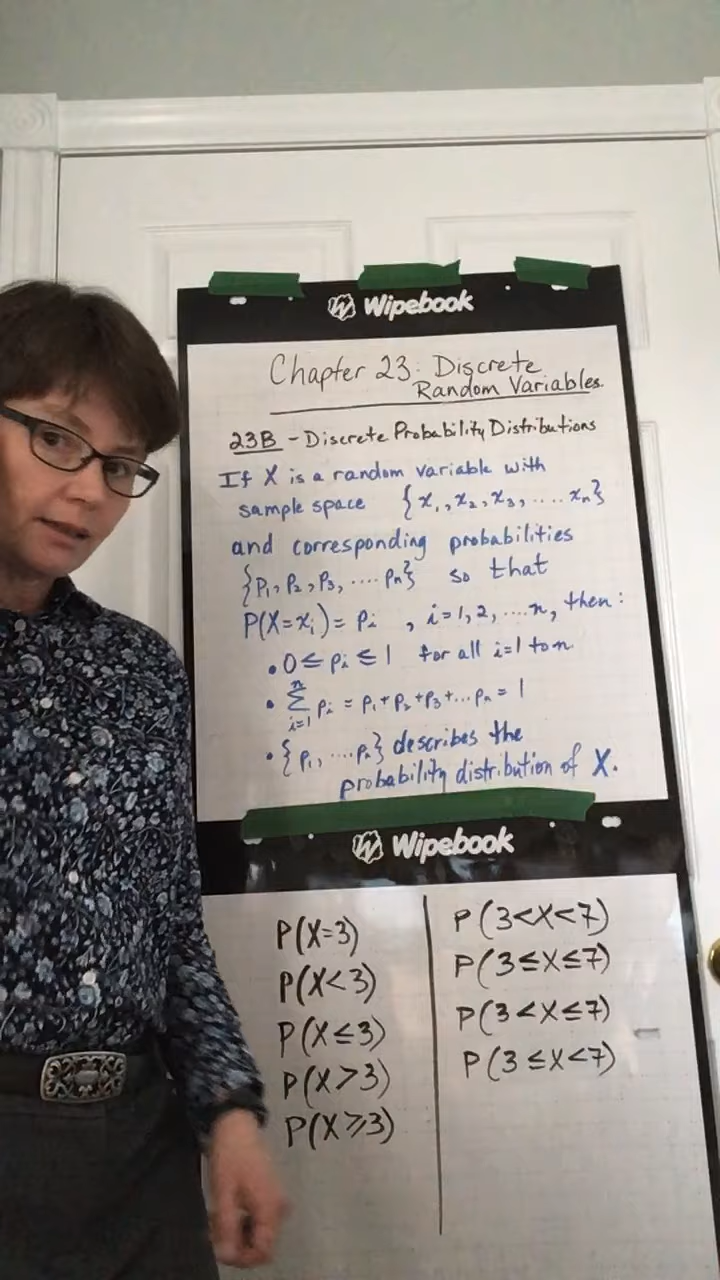 Wipebook
Chapter 23: Discrete
Random Variables.
23B - Discrete Probability Distributions
If X is a random variable with
sample space {x₁, x₂, x₃, .... xₙ}
and corresponding probabilities
{p₁, p₂, p₃, .... pₙ} so that
P(X=xᵢ) = pᵢ , i=1,2, ....n, then:
• 0 ≤ pᵢ ≤ 1 for all i=1 to n.
• ∑ᵢ₌₁ⁿ pᵢ = p₁ + p₂ + p₃ + ... pₙ = 1
• {p₁, .... pₙ} describes the
probability distribution of X.
Wipebook
P(X=3)
P(X<3)
P(X≤3)
P(X>3)
P(X≥3)
P(3<X<7)
P(3≤X≤7)
P(3<X≤7)
P(3≤X<7)